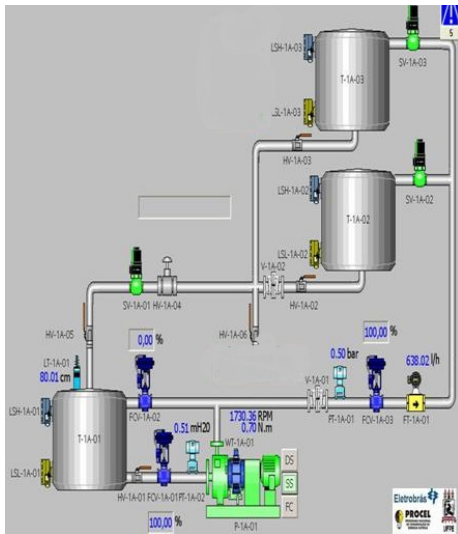 5
LSH-1A-03
T-1A-03
SV-1A-03
LSL-1A-03
HV-1A-03
LSH-1A-02
T-1A-02
SV-1A-02
LSL-1A-02
V-1A-02
HV-1A-02
SV-1A-01
HV-1A-04
HV-1A-05
HV-1A-06
0,00 %
100,00 %
LT-1A-01
80.01 cm
0.50 bar
638.02 l/h
V-1A-01
LSH-1A-01
T-1A-01
FCV-1A-02
1730.36 RPM
0.70 N.m
PT-1A-01
FCV-1A-03
FT-1A-01
0.51 mH20
WT-1A-01
LSL-1A-01
HV-1A-01
FCV-1A-01
PT-1A-02
DS
SS
FC
P-1A-01
100,00 %
Eletrobrás
PROCEL
UFPE